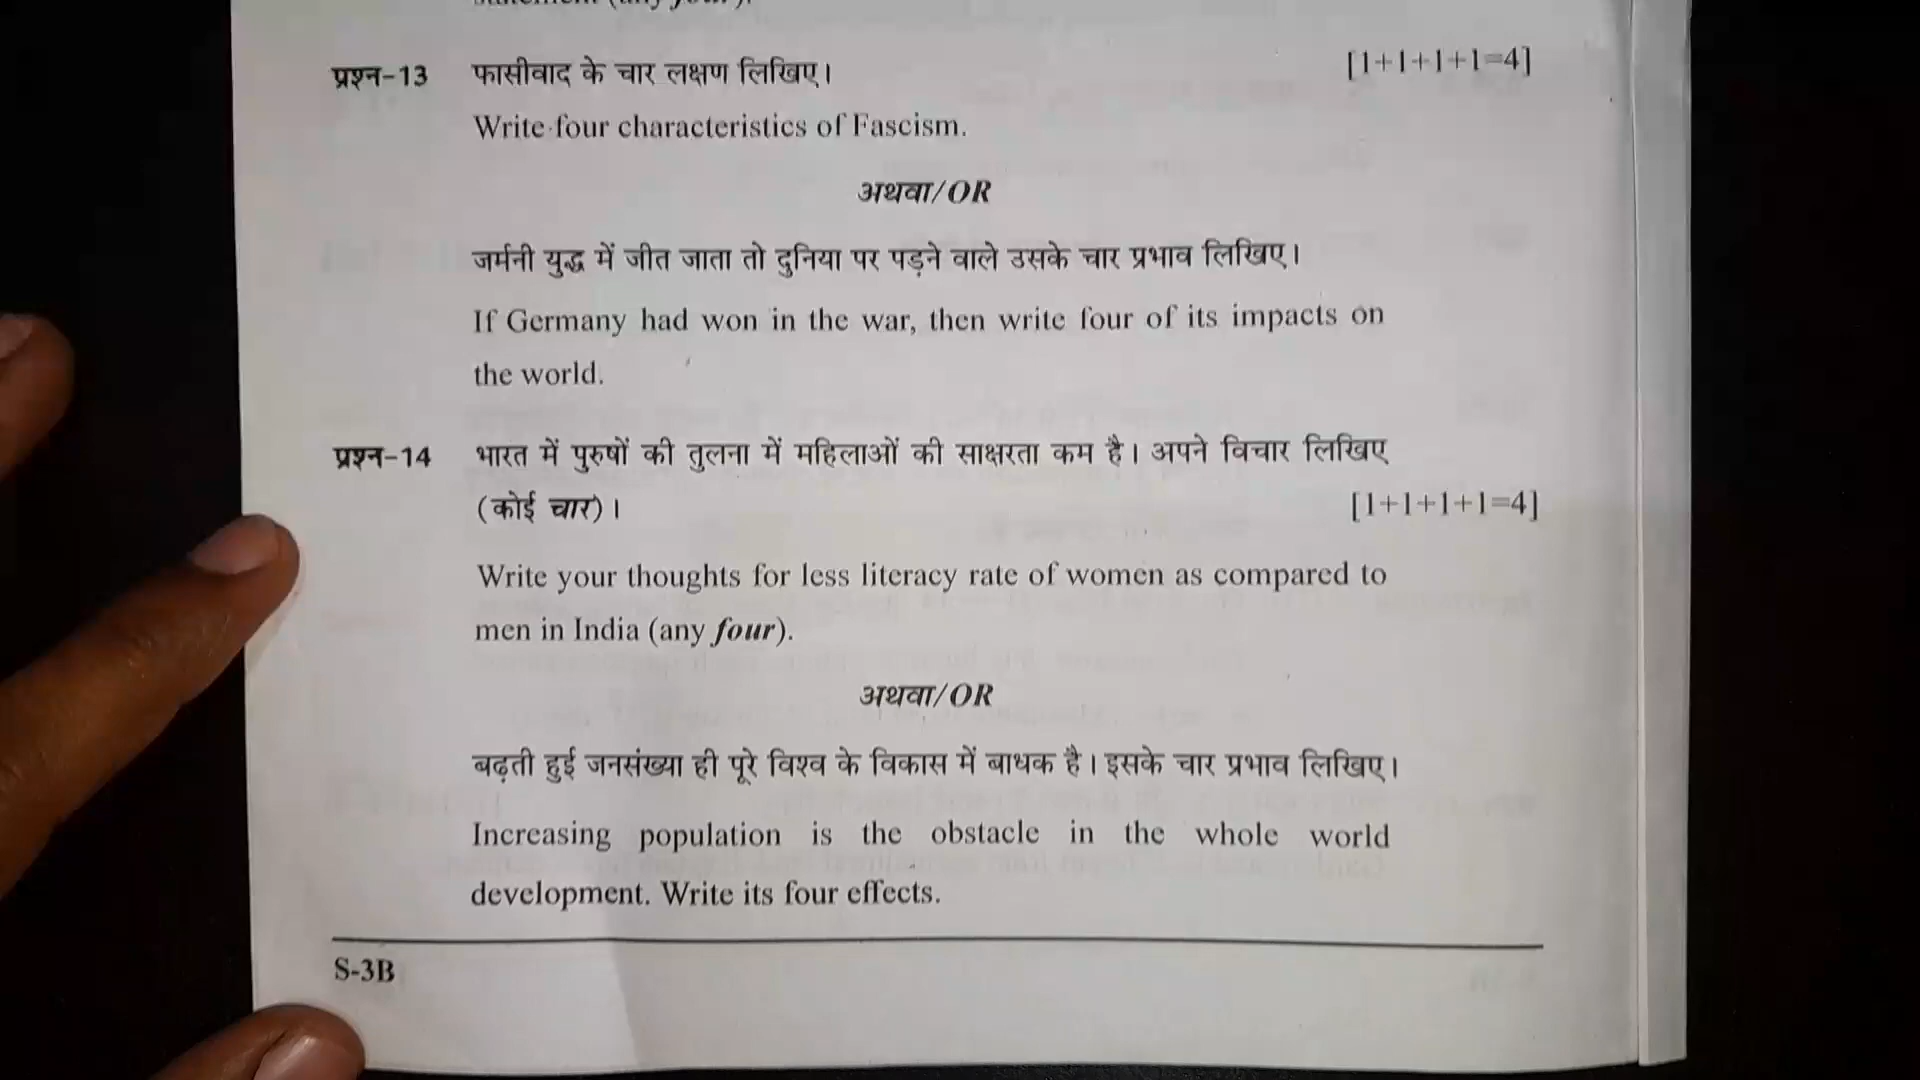 प्रश्न-13 फासीवाद के चार लक्षण लिखिए। [1+1+1+1=4]
Write four characteristics of Fascism.
अथवा/OR
जर्मनी युद्ध में जीत जाता तो दुनिया पर पड़ने वाले उसके चार प्रभाव लिखिए।
If Germany had won in the war, then write four of its impacts on
the world.
प्रश्न-14 भारत में पुरुषों की तुलना में महिलाओं की साक्षरता कम है। अपने विचार लिखिए
(कोई चार)। [1+1+1+1=4]
Write your thoughts for less literacy rate of women as compared to
men in India (any four).
अथवा/OR
बढ़ती हुई जनसंख्या ही पूरे विश्व के विकास में बाधक है। इसके चार प्रभाव लिखिए।
Increasing population is the obstacle in the whole world
development. Write its four effects.
S-3B